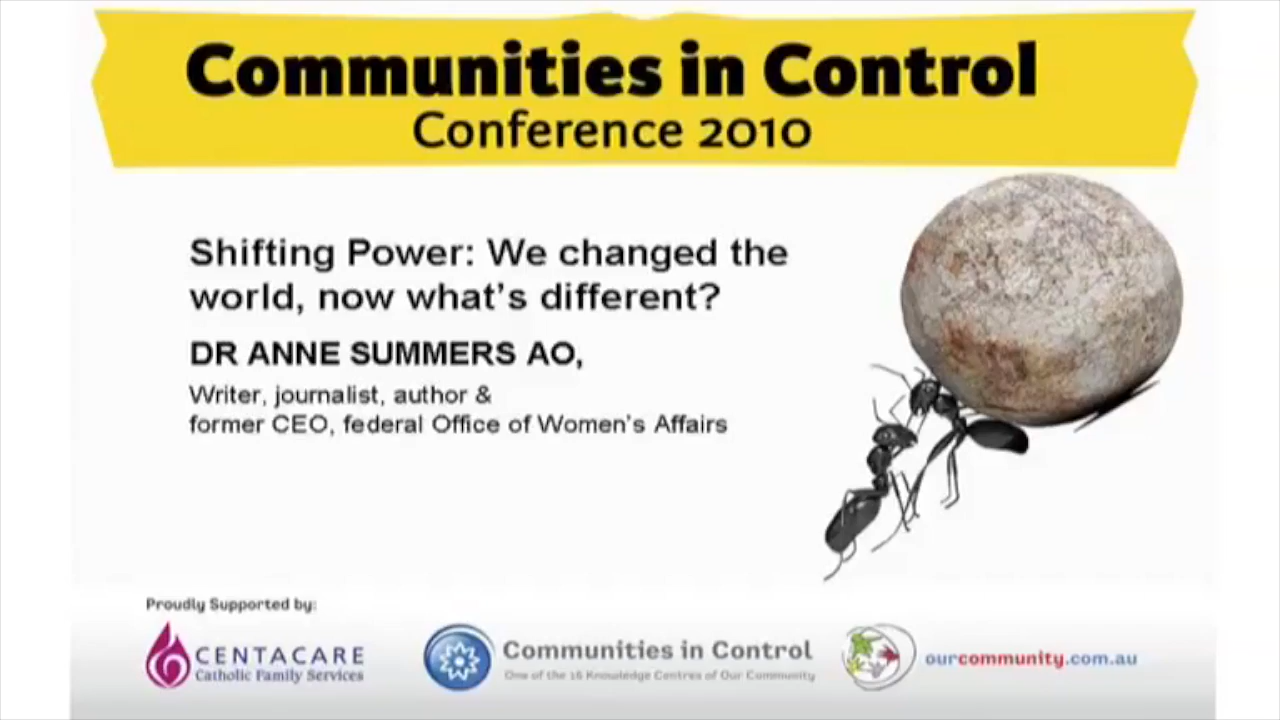 Communities in Control
Conference 2010
Shifting Power: We changed the
world, now what's different?
DR ANNE SUMMERS AO,
Writer, journalist, author &
former CEO, federal Office of Women's Affairs
Proudly Supported by:
CENTACARE
Catholic Family Services
Communities in Control
One of the 16 Knowledge Centres of Our Community
ourcommunity.com.au